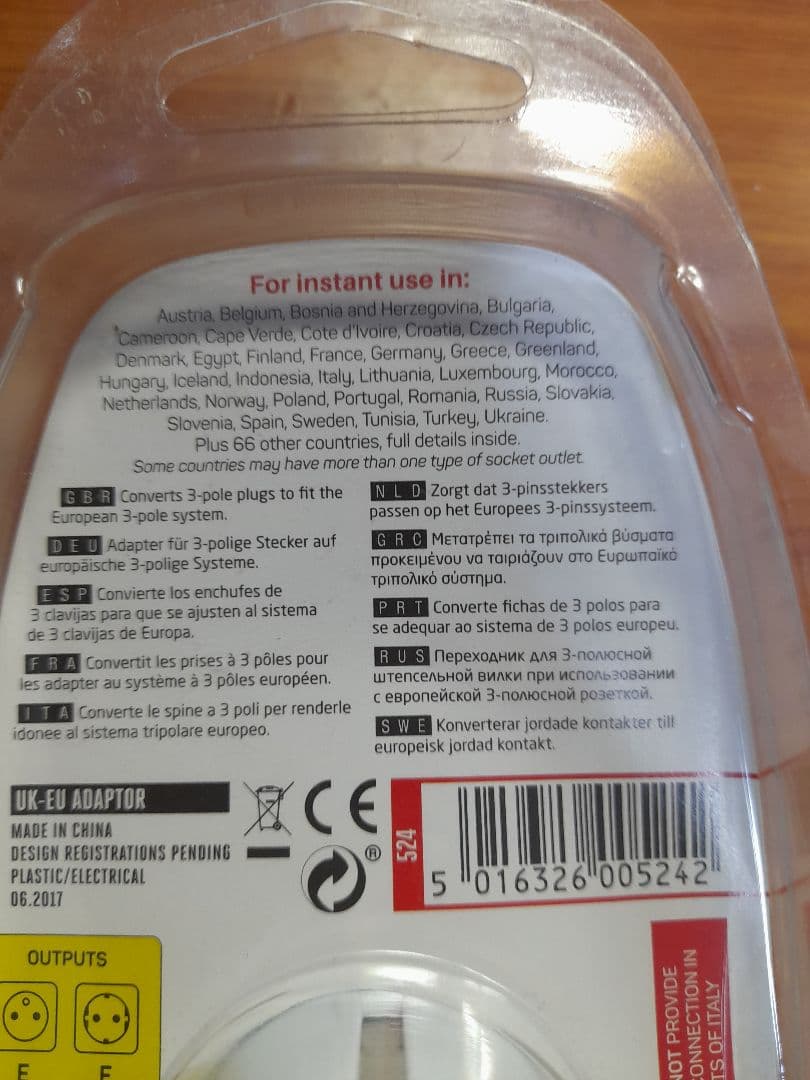 For instant use in:
Austria, Belgium, Bosnia and Herzegovina, Bulgaria,
Cameroon, Cape Verde, Cote d'Ivoire, Croatia, Czech Republic,
Denmark, Egypt, Finland, France, Germany, Greece, Greenland,
Hungary, Iceland, Indonesia, Italy, Lithuania, Luxembourg, Morocco,
Netherlands, Norway, Poland, Portugal, Romania, Russia, Slovakia,
Slovenia, Spain, Sweden, Tunisia, Turkey, Ukraine.
Plus 66 other countries, full details inside.
Some countries may have more than one type of socket outlet.
GBR Converts 3-pole plugs to fit the
European 3-pole system.
DEU Adapter für 3-polige Stecker auf
europäische 3-polige Systeme.
ESP Convierte los enchufes de
3 clavijas para que se ajusten al sistema
de 3 clavijas de Europa.
FRA Convertit les prises à 3 pôles pour
les adapter au système à 3 pôles européen.
ITA Converte le spine a 3 poli per renderle
idonee al sistema tripolare europeo.
NLD Zorgt dat 3-pinsstekkers
passen op het Europees 3-pinssysteem.
GRC Μετατρέπει τα τριπολικά βύσματα
προκειμένου να ταιριάζουν στο Ευρωπαϊκό
τριπολικό σύστημα.
PRT Converte fichas de 3 polos para
se adequar ao sistema de 3 polos europeu.
RUS Переходник для 3-полюсной
штепсельной вилки при использовании
с европейской 3-полюсной розеткой.
SWE Konverterar jordade kontakter till
europeisk jordad kontakt.
UK-EU ADAPTOR
MADE IN CHINA
DESIGN REGISTRATIONS PENDING
PLASTIC/ELECTRICAL
06.2017
CE
®
524
5 016326 005242
OUTPUTS
E
F
NOT PROVIDE
CONNECTION IN
TS OF ITALY